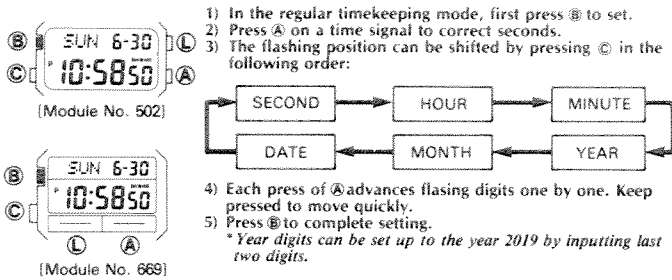 Ⓑ SUN 6-30 Ⓛ
Ⓒ P 10:58 50 Ⓐ
[Module No. 502]
Ⓑ SUN 6-30
Ⓒ P 10:58 50
Ⓛ Ⓐ
[Module No. 669]
1) In the regular timekeeping mode, first press Ⓑ to set.
2) Press Ⓐ on a time signal to correct seconds.
3) The flashing position can be shifted by pressing Ⓒ in the
following order:
SECOND HOUR MINUTE
DATE MONTH YEAR
4) Each press of Ⓐ advances flasing digits one by one. Keep
pressed to move quickly.
5) Press Ⓑ to complete setting.
* Year digits can be set up to the year 2019 by inputting last
two digits.